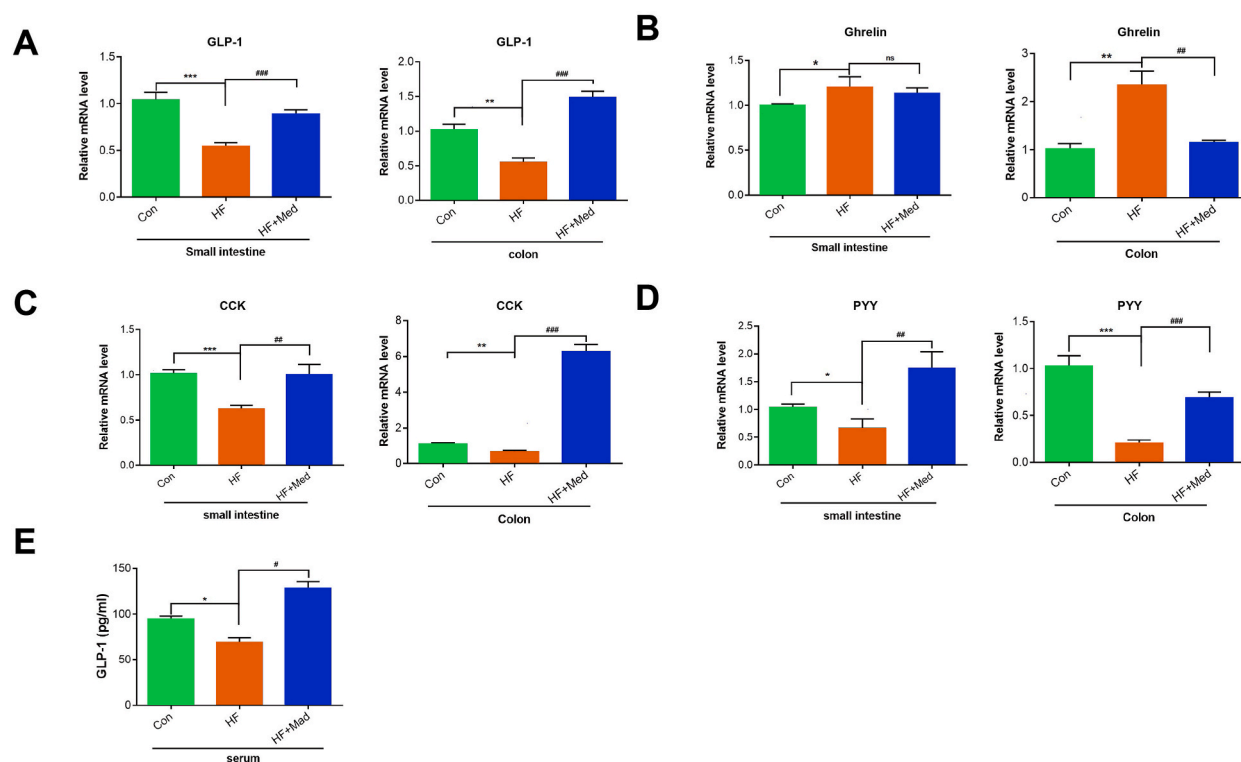 A
GLP-1
Relative mRNA level
1.5
1.0
0.5
0.0
***
###
Con
HF
HF+Med
Small intestine
GLP-1
Relative mRNA level
2.0
1.5
1.0
0.5
0.0
**
###
Con
HF
HF+Med
colon
B
Ghrelin
Relative mRNA level
1.5
1.0
0.5
0.0
*
ns
Con
HF
HF+Med
Small intestine
Ghrelin
Relative mRNA level
3
2
1
0
**
##
Con
HF
HF+Med
Colon
C
CCK
Relative mRNA level
1.5
1.0
0.5
0.0
***
##
Con
HF
HF+Med
small intestine
CCK
Relative mRNA level
8
6
4
2
0
**
###
Con
HF
HF+Med
Colon
D
PYY
Relative mRNA level
2.5
2.0
1.5
1.0
0.5
0.0
*
##
Con
HF
HF+Med
small intestine
PYY
Relative mRNA level
1.5
1.0
0.5
0.0
***
###
Con
HF
HF+Med
Colon
E
GLP-1 (pg/ml)
150
100
50
0
*
#
Con
HF
HF+Med
serum